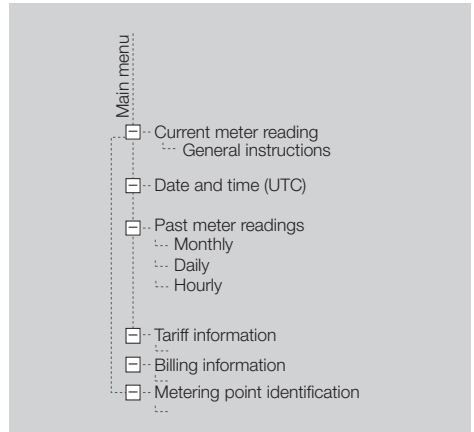 Main menu
Current meter reading
General instructions
Date and time (UTC)
Past meter readings
Monthly
Daily
Hourly
Tariff information
Billing information
Metering point identification